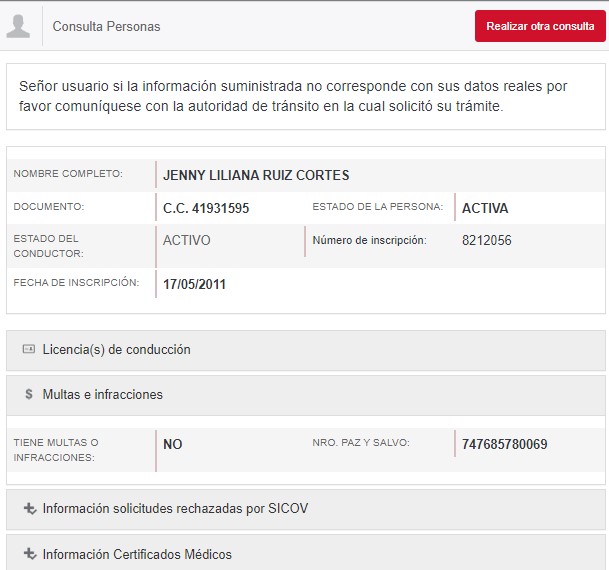 Consulta Personas
Realizar otra consulta
Señor usuario si la información suministrada no corresponde con sus datos reales por
favor comuníquese con la autoridad de tránsito en la cual solicitó su trámite.
NOMBRE COMPLETO: JENNY LILIANA RUIZ CORTES
DOCUMENTO: C.C. 41931595 ESTADO DE LA PERSONA: ACTIVA
ESTADO DEL CONDUCTOR: ACTIVO Número de inscripción: 8212056
FECHA DE INSCRIPCIÓN: 17/05/2011
Licencia(s) de conducción
$ Multas e infracciones
TIENE MULTAS O INFRACCIONES: NO NRO. PAZ Y SALVO: 747685780069
Información solicitudes rechazadas por SICOV
Información Certificados Médicos